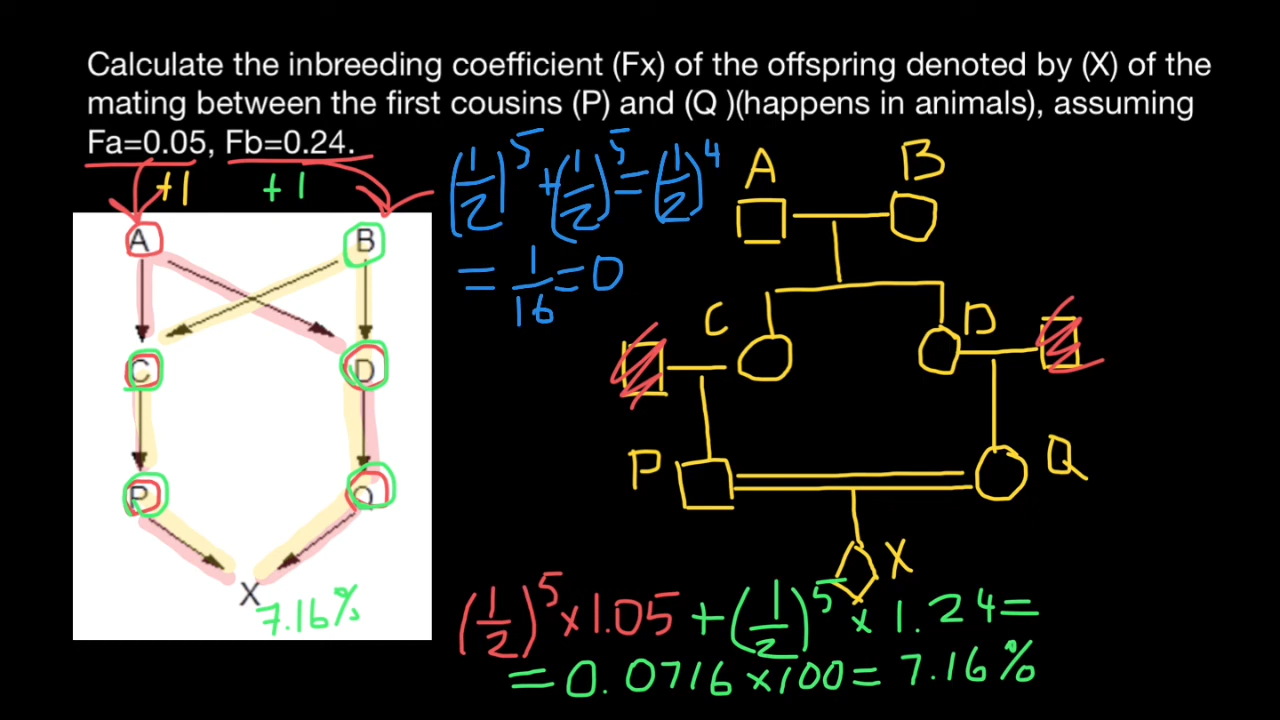 Calculate the inbreeding coefficient (Fx) of the offspring denoted by (X) of the
mating between the first cousins (P) and (Q )(happens in animals), assuming
Fa=0.05, Fb=0.24.
+1 +1
(1/2)^5 + (1/2)^5 = (1/2)^4
= 1/16 = 0
A B
A B
C D
C D
P Q
P Q
X
X
7.16%
(1/2)^5 x 1.05 + (1/2)^5 x 1.24 =
= 0.0716 x 100 = 7.16%